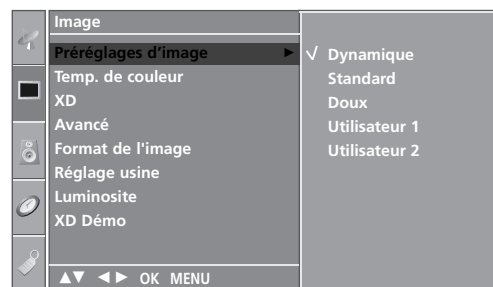 Image
Préréglages d’image ►
Temp. de couleur
XD
Avancé
Format de l'image
Réglage usine
Luminosite
XD Démo
▲▼ ◄► OK MENU
√ Dynamique
Standard
Doux
Utilisateur 1
Utilisateur 2